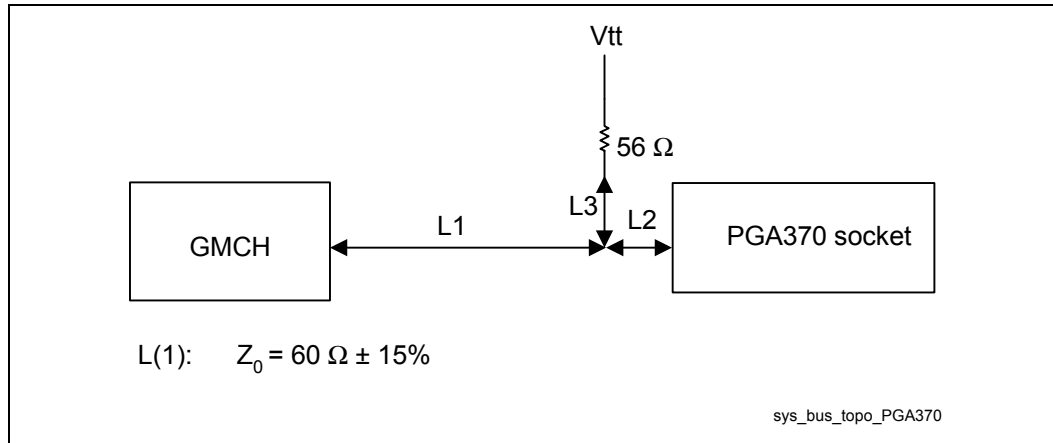 Vtt
56 Ω
L3
L1
L2
GMCH
PGA370 socket
L(1): Z0 = 60 Ω ± 15%
sys_bus_topo_PGA370